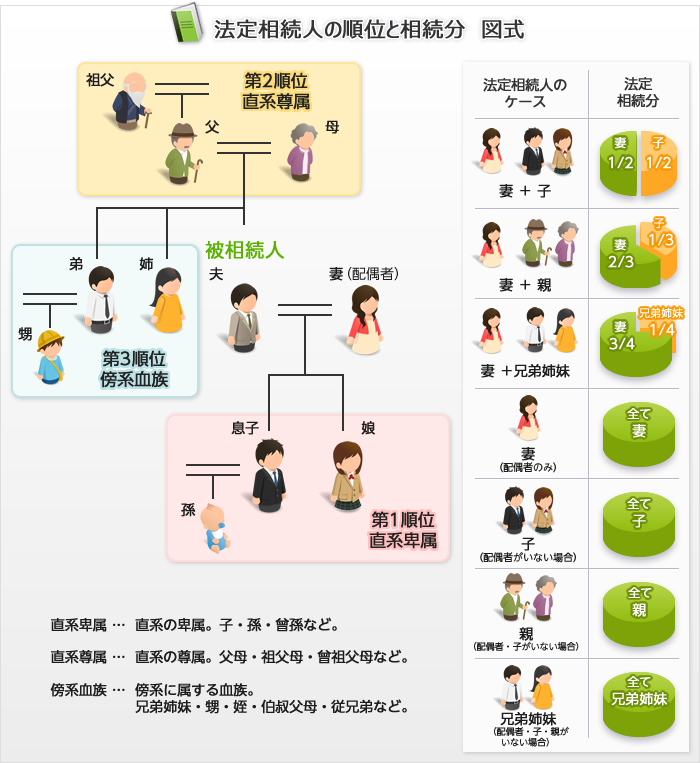 法定相続人の順位と相続分　図式
祖父
第2順位
直系尊属
父
母
被相続人
弟
姉
夫
妻（配偶者）
甥
第3順位
傍系血族
息子
娘
孫
第1順位
直系卑属
直系卑属 … 直系の卑属。子・孫・曾孫など。
直系尊属 … 直系の尊属。父母・祖父母・曾祖父母など。
傍系血族 … 傍系に属する血族。
兄弟姉妹・甥・姪・伯叔父母・従兄弟など。
法定相続人の
ケース
法定
相続分
妻 ＋ 子
妻
1/2
子
1/2
妻 ＋ 親
妻
2/3
子
1/3
妻 ＋兄弟姉妹
妻
3/4
兄弟姉妹
1/4
妻
(配偶者のみ)
全て
妻
子
(配偶者がいない場合)
全て
子
親
(配偶者・子がいない場合)
全て
親
兄弟姉妹
(配偶者・子・親が
いない場合)
全て
兄弟姉妹